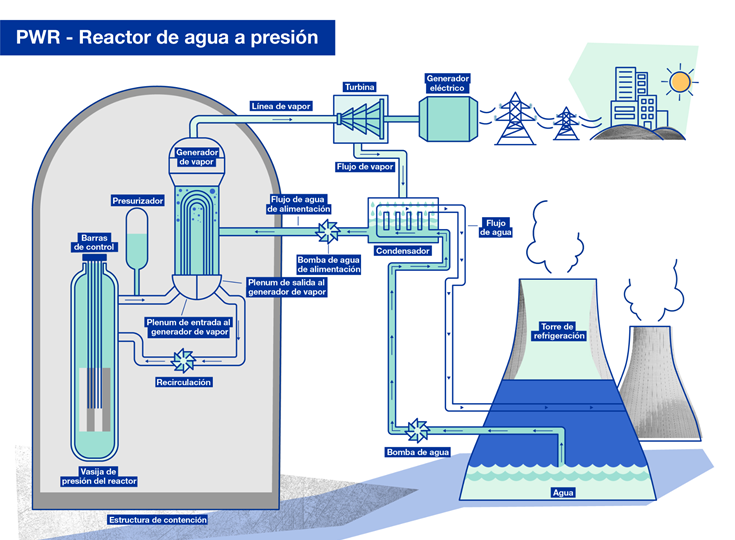 PWR - Reactor de agua a presión
Turbina
Generador
eléctrico
Línea de vapor
Generador
de vapor
Flujo de vapor
Presurizador
Flujo de agua
de alimentación
Flujo
de agua
Barras
de control
Condensador
Bomba de agua
de alimentación
Plenum de salida al
generador de vapor
Plenum de entrada al
generador de vapor
Torre de
refrigeración
Recirculación
Bomba de agua
Vasija de
presión del reactor
Agua
Estructura de contención